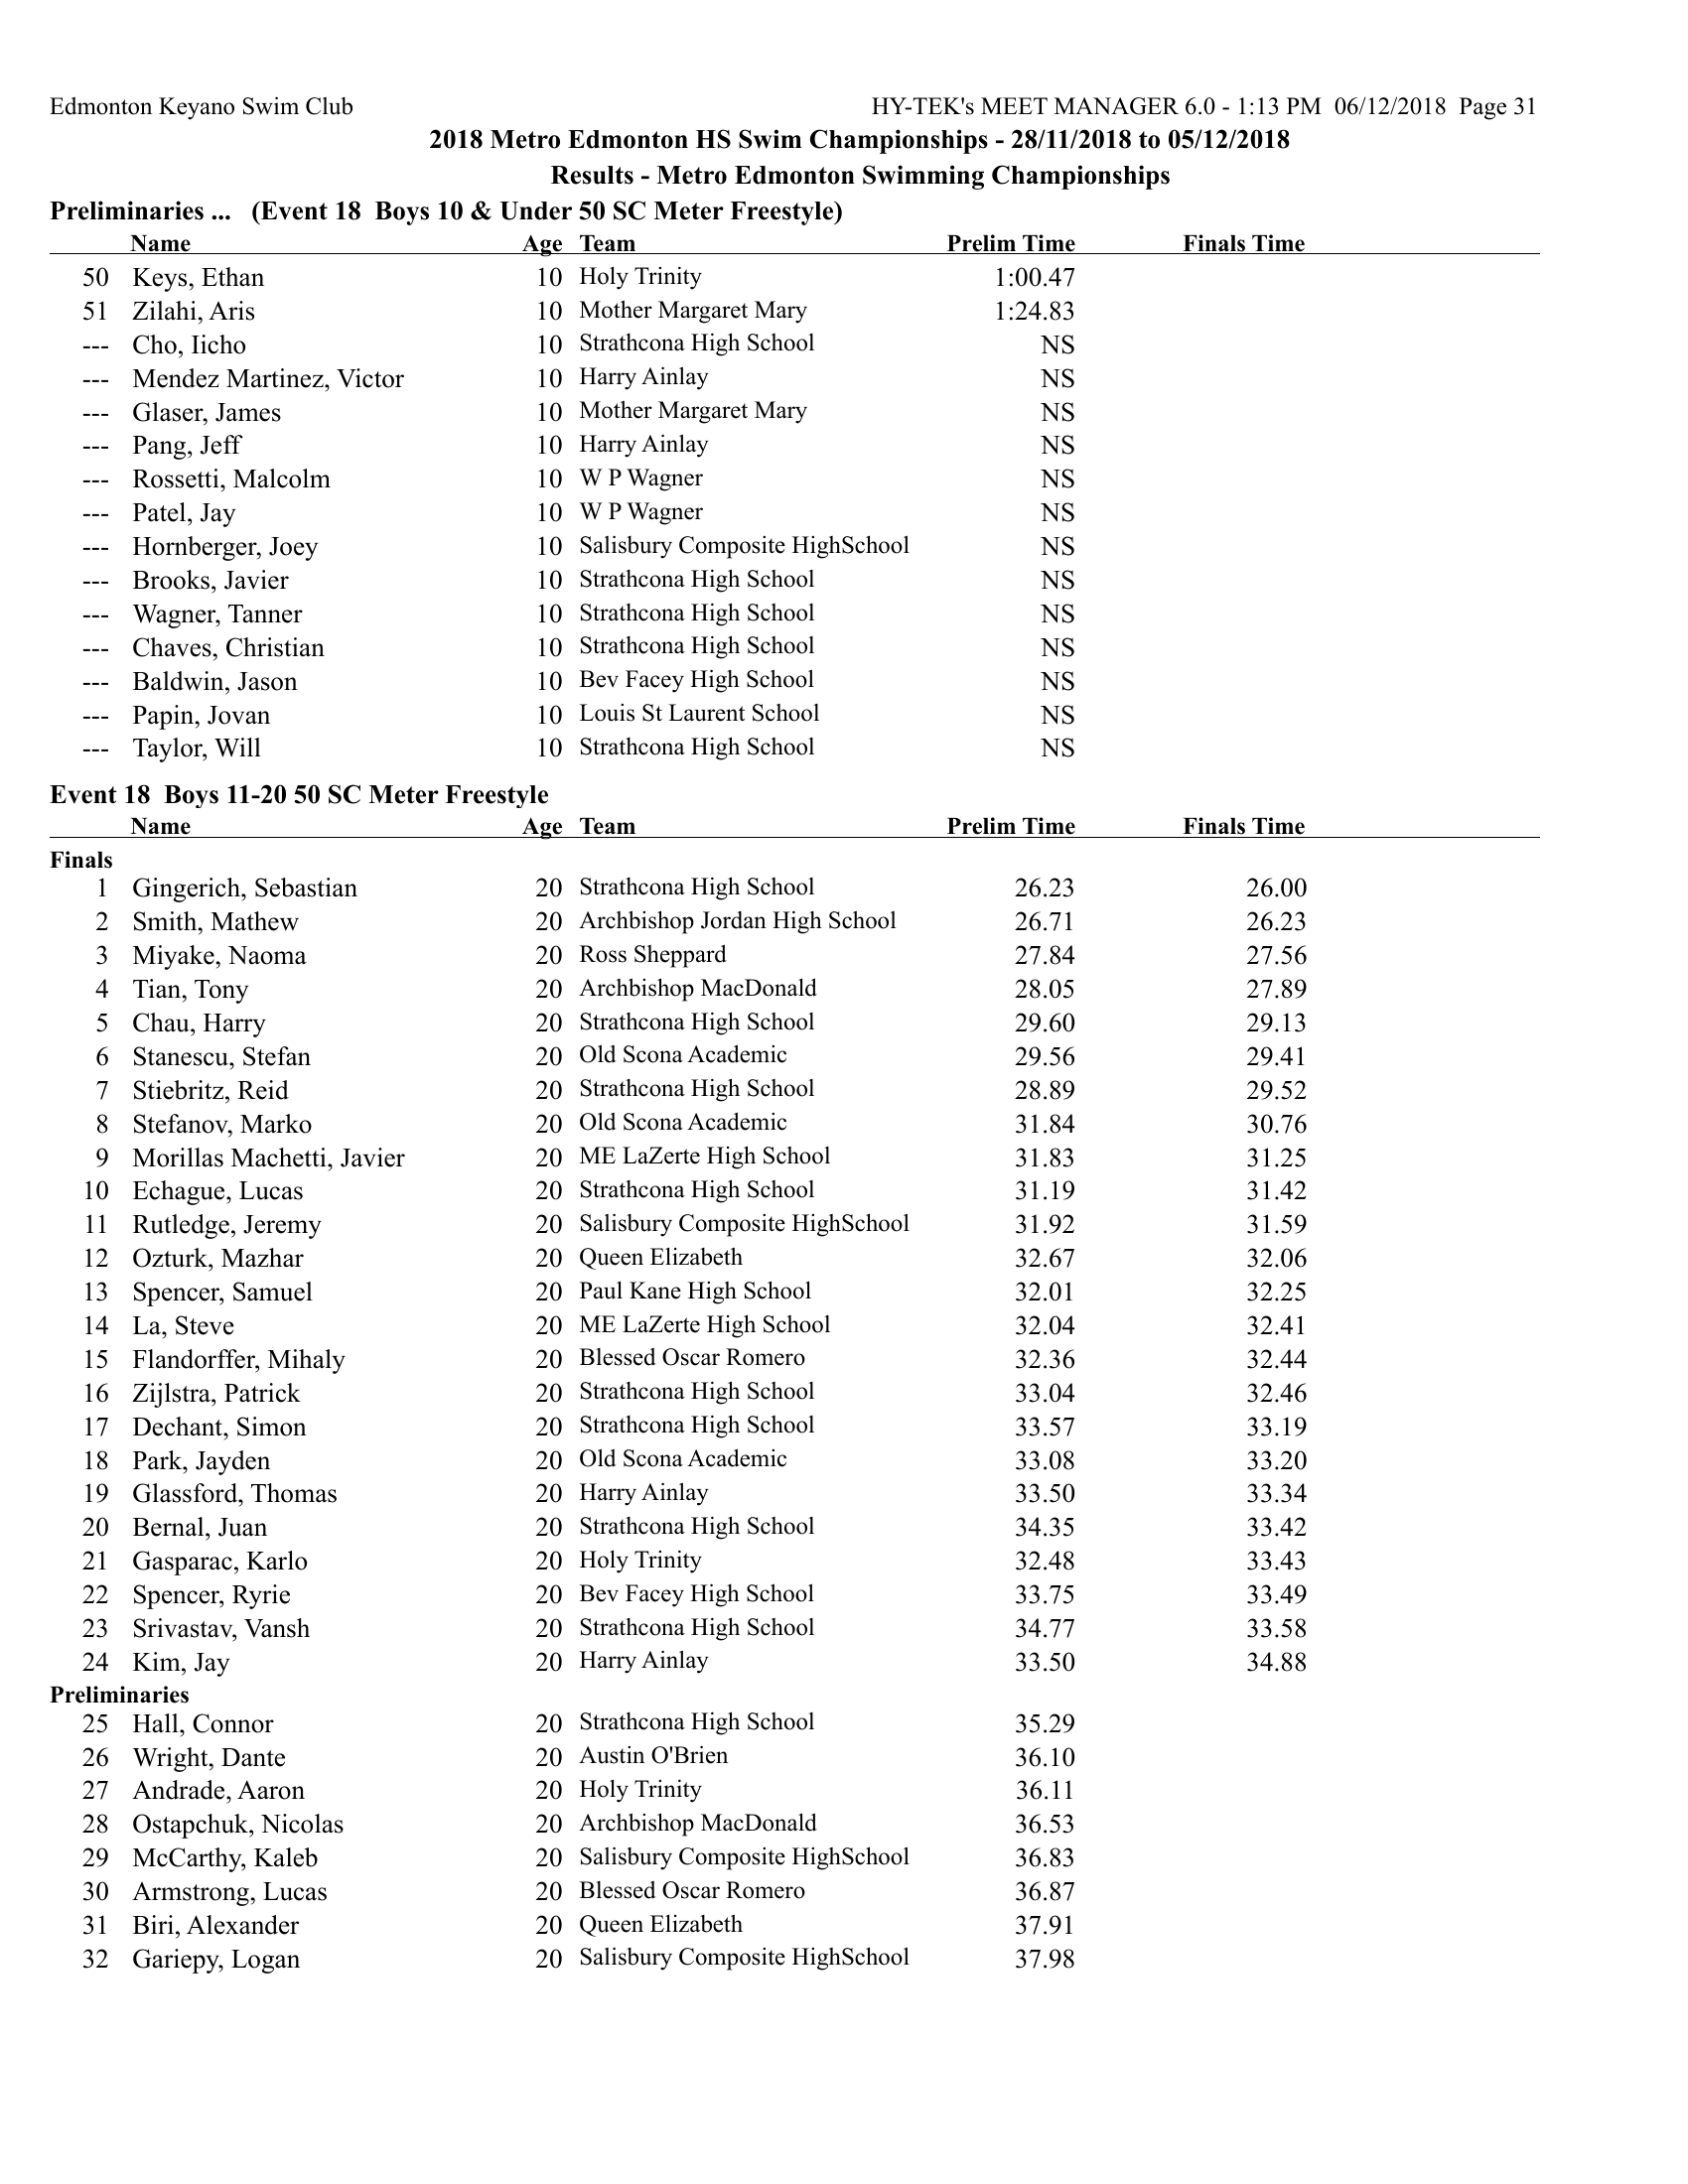 Edmonton Keyano Swim Club HY-TEK's MEET MANAGER 6.0 - 1:13 PM 06/12/2018 Page 31
2018 Metro Edmonton HS Swim Championships - 28/11/2018 to 05/12/2018
Results - Metro Edmonton Swimming Championships
Preliminaries ... (Event 18 Boys 10 & Under 50 SC Meter Freestyle)
Name Age Team Prelim Time Finals Time
50 Keys, Ethan 10 Holy Trinity 1:00.47
51 Zilahi, Aris 10 Mother Margaret Mary 1:24.83
--- Cho, Iicho 10 Strathcona High School NS
--- Mendez Martinez, Victor 10 Harry Ainlay NS
--- Glaser, James 10 Mother Margaret Mary NS
--- Pang, Jeff 10 Harry Ainlay NS
--- Rossetti, Malcolm 10 W P Wagner NS
--- Patel, Jay 10 W P Wagner NS
--- Hornberger, Joey 10 Salisbury Composite HighSchool NS
--- Brooks, Javier 10 Strathcona High School NS
--- Wagner, Tanner 10 Strathcona High School NS
--- Chaves, Christian 10 Strathcona High School NS
--- Baldwin, Jason 10 Bev Facey High School NS
--- Papin, Jovan 10 Louis St Laurent School NS
--- Taylor, Will 10 Strathcona High School NS
Event 18 Boys 11-20 50 SC Meter Freestyle
Name Age Team Prelim Time Finals Time
Finals
1 Gingerich, Sebastian 20 Strathcona High School 26.23 26.00
2 Smith, Mathew 20 Archbishop Jordan High School 26.71 26.23
3 Miyake, Naoma 20 Ross Sheppard 27.84 27.56
4 Tian, Tony 20 Archbishop MacDonald 28.05 27.89
5 Chau, Harry 20 Strathcona High School 29.60 29.13
6 Stanescu, Stefan 20 Old Scona Academic 29.56 29.41
7 Stiebritz, Reid 20 Strathcona High School 28.89 29.52
8 Stefanov, Marko 20 Old Scona Academic 31.84 30.76
9 Morillas Machetti, Javier 20 ME LaZerte High School 31.83 31.25
10 Echague, Lucas 20 Strathcona High School 31.19 31.42
11 Rutledge, Jeremy 20 Salisbury Composite HighSchool 31.92 31.59
12 Ozturk, Mazhar 20 Queen Elizabeth 32.67 32.06
13 Spencer, Samuel 20 Paul Kane High School 32.01 32.25
14 La, Steve 20 ME LaZerte High School 32.04 32.41
15 Flandorffer, Mihaly 20 Blessed Oscar Romero 32.36 32.44
16 Zijlstra, Patrick 20 Strathcona High School 33.04 32.46
17 Dechant, Simon 20 Strathcona High School 33.57 33.19
18 Park, Jayden 20 Old Scona Academic 33.08 33.20
19 Glassford, Thomas 20 Harry Ainlay 33.50 33.34
20 Bernal, Juan 20 Strathcona High School 34.35 33.42
21 Gasparac, Karlo 20 Holy Trinity 32.48 33.43
22 Spencer, Ryrie 20 Bev Facey High School 33.75 33.49
23 Srivastav, Vansh 20 Strathcona High School 34.77 33.58
24 Kim, Jay 20 Harry Ainlay 33.50 34.88
Preliminaries
25 Hall, Connor 20 Strathcona High School 35.29
26 Wright, Dante 20 Austin O'Brien 36.10
27 Andrade, Aaron 20 Holy Trinity 36.11
28 Ostapchuk, Nicolas 20 Archbishop MacDonald 36.53
29 McCarthy, Kaleb 20 Salisbury Composite HighSchool 36.83
30 Armstrong, Lucas 20 Blessed Oscar Romero 36.87
31 Biri, Alexander 20 Queen Elizabeth 37.91
32 Gariepy, Logan 20 Salisbury Composite HighSchool 37.98